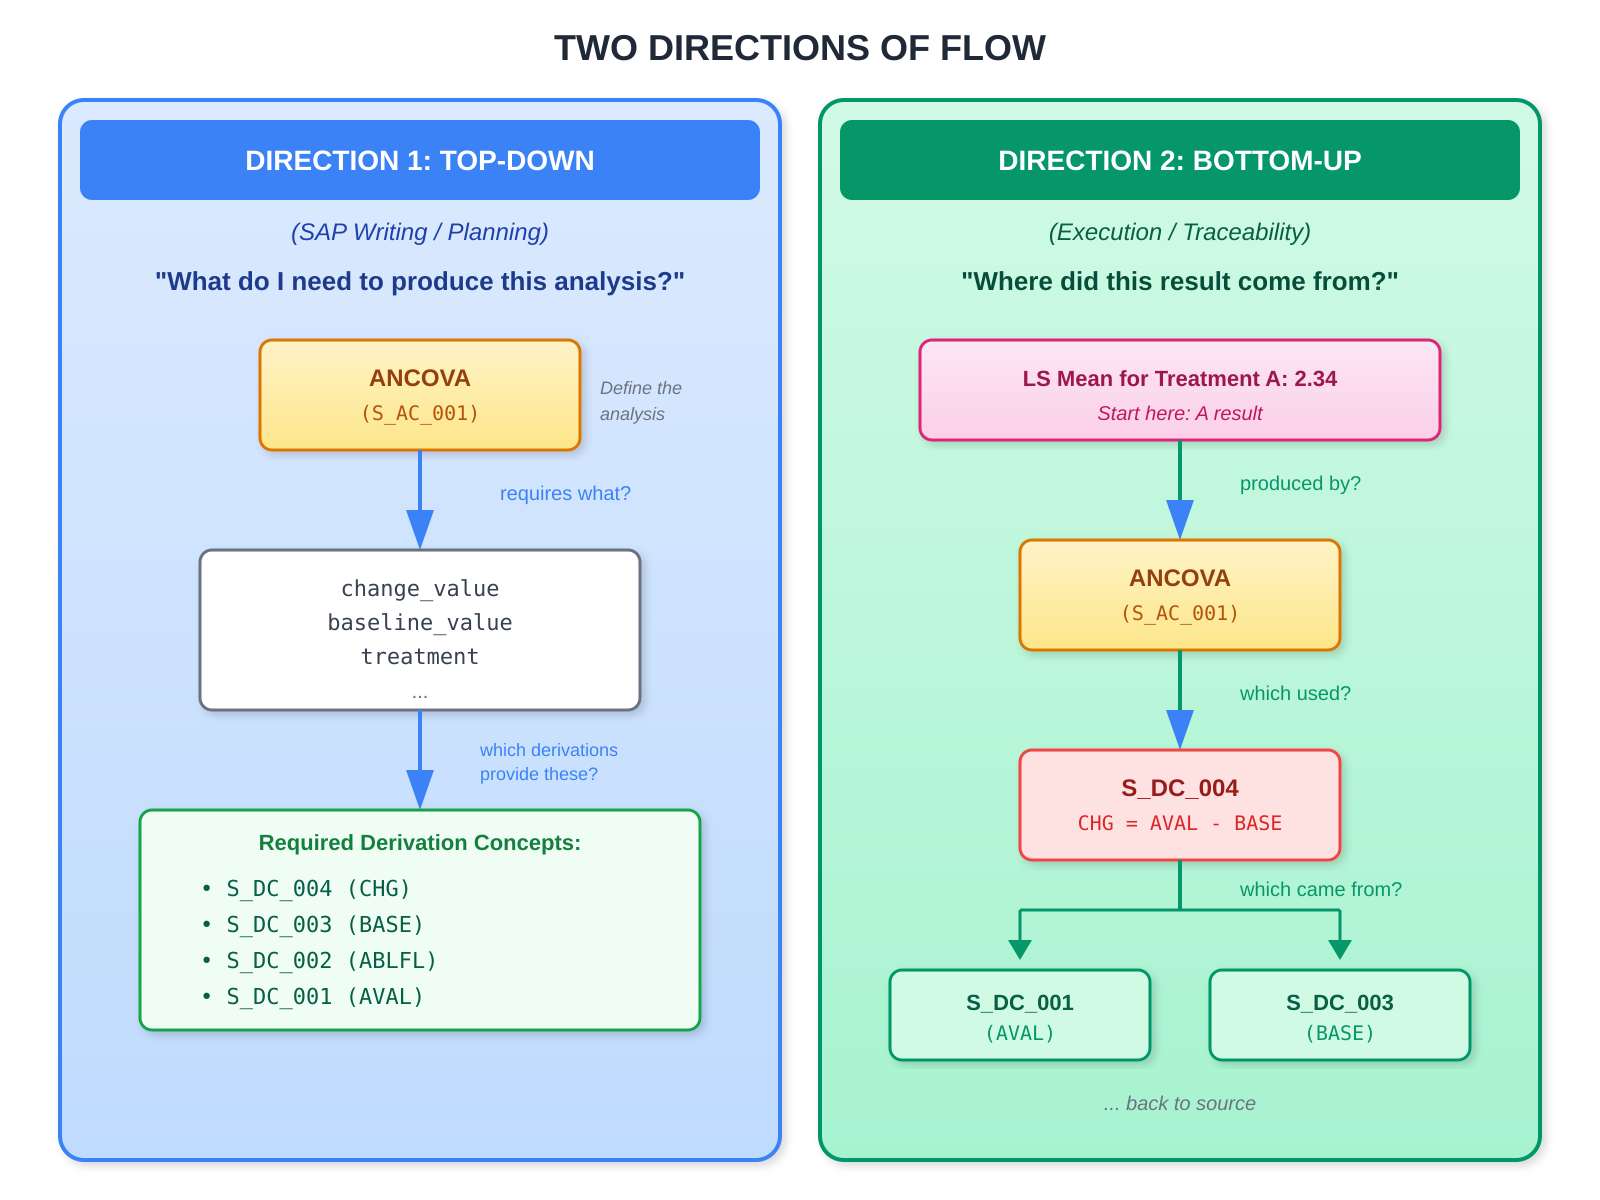 TWO DIRECTIONS OF FLOW
DIRECTION 1: TOP-DOWN
(SAP Writing / Planning)
"What do I need to produce this analysis?"
ANCOVA
(S_AC_001)
Define the
analysis
requires what?
change_value
baseline_value
treatment
...
which derivations
provide these?
Required Derivation Concepts:
• S_DC_004 (CHG)
• S_DC_003 (BASE)
• S_DC_002 (ABLFL)
• S_DC_001 (AVAL)
DIRECTION 2: BOTTOM-UP
(Execution / Traceability)
"Where did this result come from?"
LS Mean for Treatment A: 2.34
Start here: A result
produced by?
ANCOVA
(S_AC_001)
which used?
S_DC_004
CHG = AVAL - BASE
which came from?
S_DC_001
(AVAL)
S_DC_003
(BASE)
... back to source